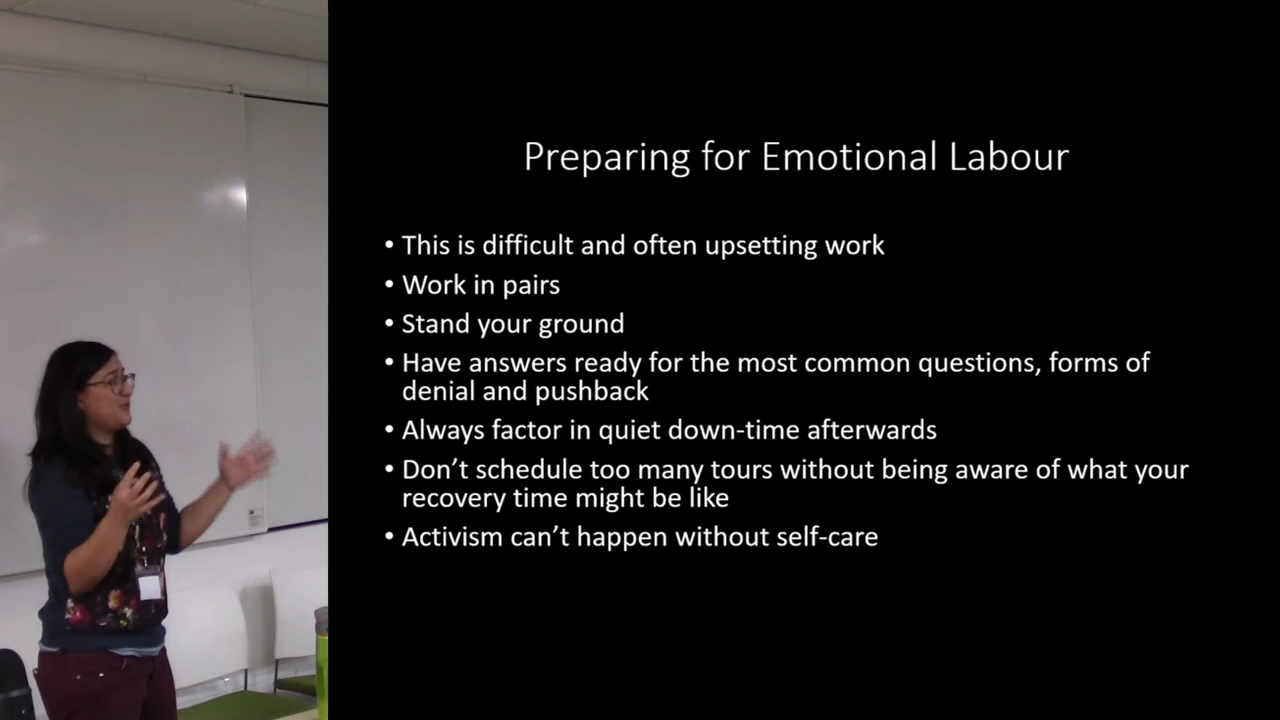 Preparing for Emotional Labour
• This is difficult and often upsetting work
• Work in pairs
• Stand your ground
• Have answers ready for the most common questions, forms of
denial and pushback
• Always factor in quiet down-time afterwards
• Don’t schedule too many tours without being aware of what your
recovery time might be like
• Activism can’t happen without self-care